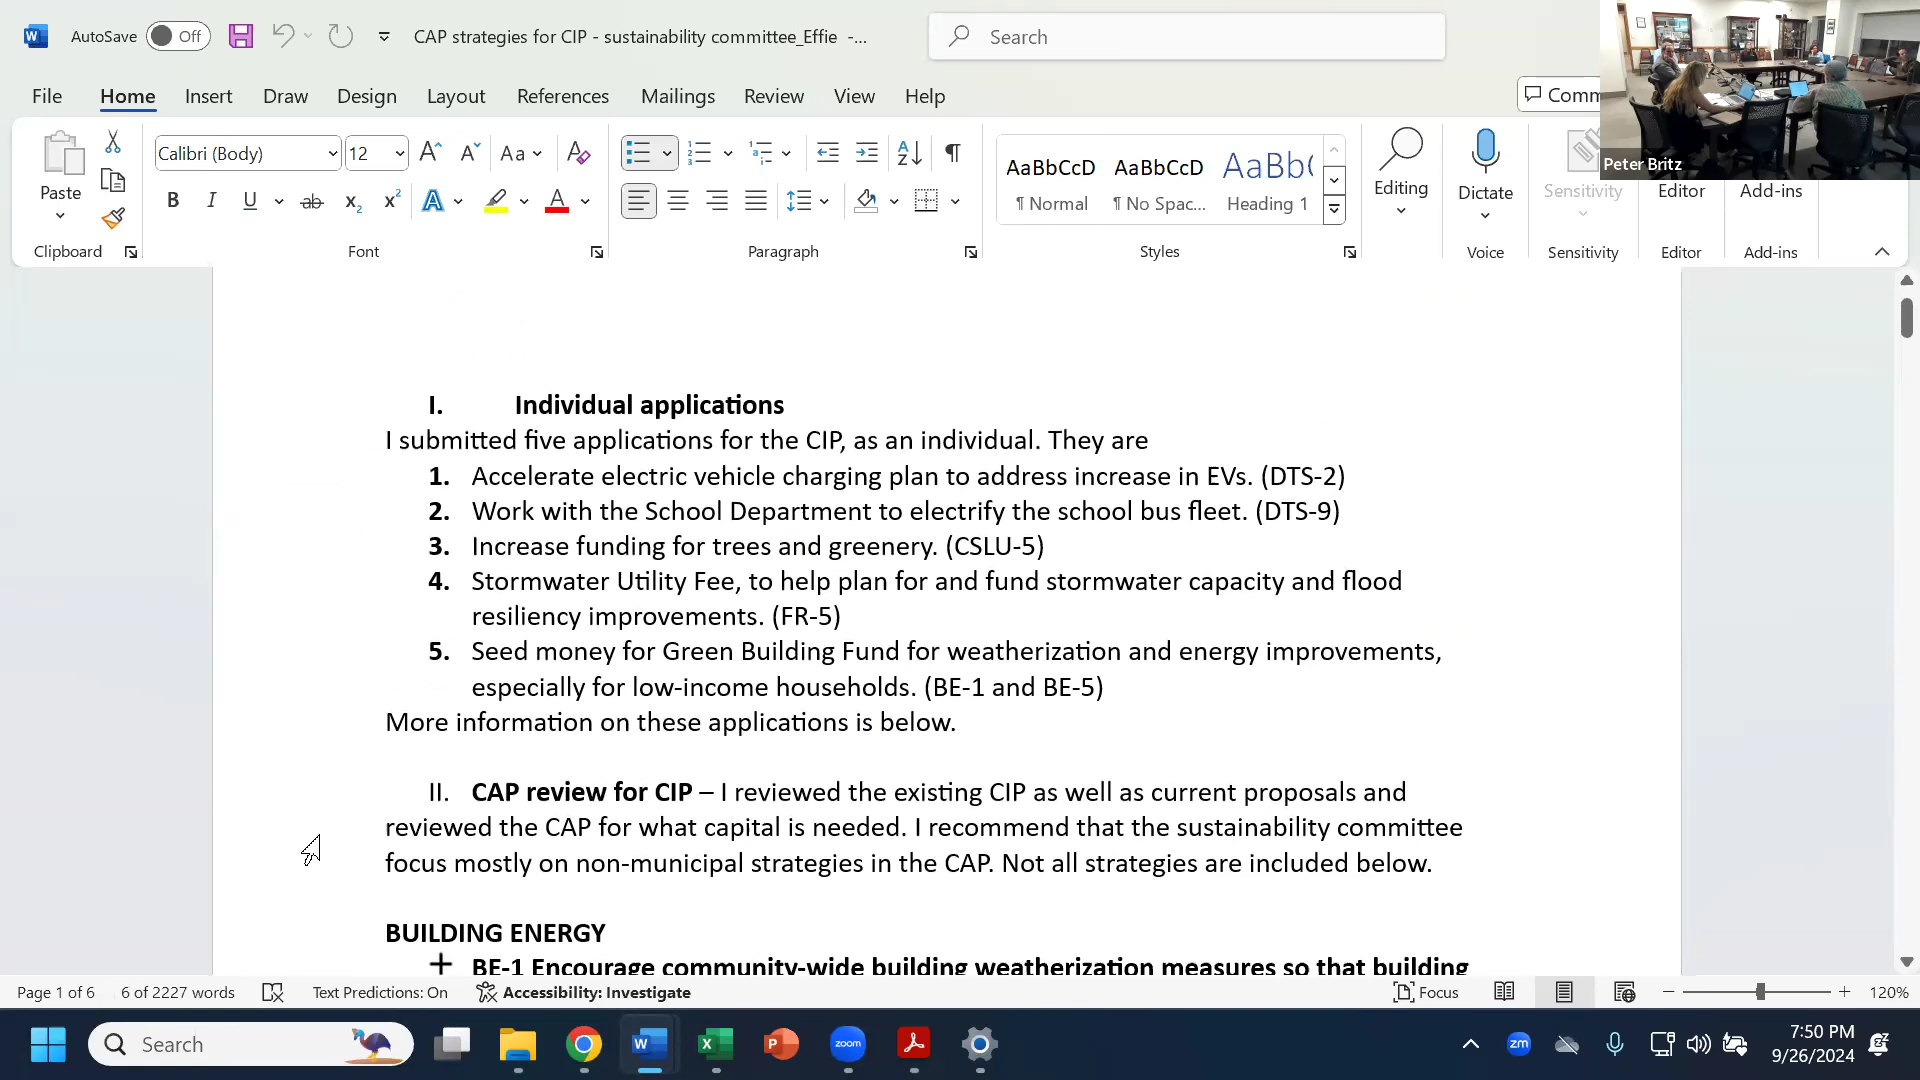 AutoSave Off CAP strategies for CIP - sustainability committee_Effie -... Search
File Home Insert Draw Design Layout References Mailings Review View Help Comm
Peter Britz
Calibri (Body) 12 Aa
AaBbCcD AaBbCcD AaBb(
Paste B I U ab x₂ x² A A
¶ Normal ¶ No Spac... Heading 1
Editing Dictate Sensitivity Editor Add-ins
Clipboard Font Paragraph Styles Voice Sensitivity Editor Add-ins
I. Individual applications
I submitted five applications for the CIP, as an individual. They are
1. Accelerate electric vehicle charging plan to address increase in EVs. (DTS-2)
2. Work with the School Department to electrify the school bus fleet. (DTS-9)
3. Increase funding for trees and greenery. (CSLU-5)
4. Stormwater Utility Fee, to help plan for and fund stormwater capacity and flood
resiliency improvements. (FR-5)
5. Seed money for Green Building Fund for weatherization and energy improvements,
especially for low-income households. (BE-1 and BE-5)
More information on these applications is below.
II. CAP review for CIP – I reviewed the existing CIP as well as current proposals and
reviewed the CAP for what capital is needed. I recommend that the sustainability committee
focus mostly on non-municipal strategies in the CAP. Not all strategies are included below.
BUILDING ENERGY
BE-1 Encourage community-wide building weatherization measures so that building
Page 1 of 6 6 of 2227 words Text Predictions: On Accessibility: Investigate Focus 120%
Search zoom zm 7:50 PM
9/26/2024